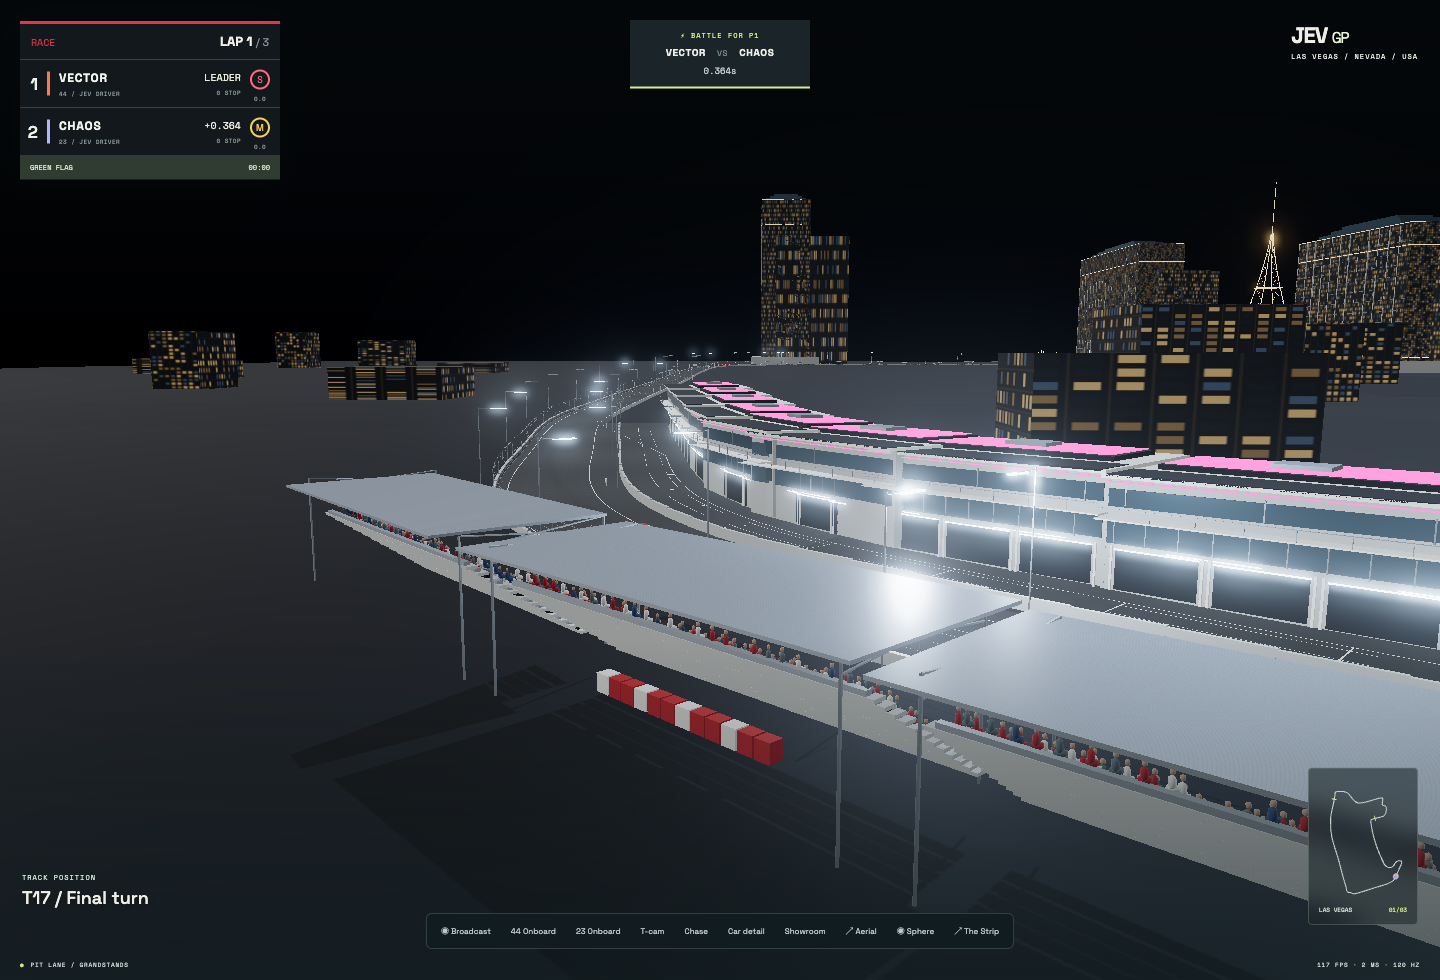 RACE
LAP 1 / 3
1 VECTOR LEADER S
44 / JEV DRIVER 0 STOP 0.0
2 CHAOS +0.364 M
23 / JEV DRIVER 0 STOP 0.0
GREEN FLAG 00:00
⚡ BATTLE FOR P1
VECTOR VS CHAOS
0.364s
JEV GP
LAS VEGAS / NEVADA / USA
TRACK POSITION
T17 / Final turn
PIT LANE / GRANDSTANDS
Broadcast 44 Onboard 23 Onboard T-cam Chase Car detail Showroom Aerial Sphere The Strip
LAS VEGAS 01/03
117 FPS · 2 MS · 120 HZ